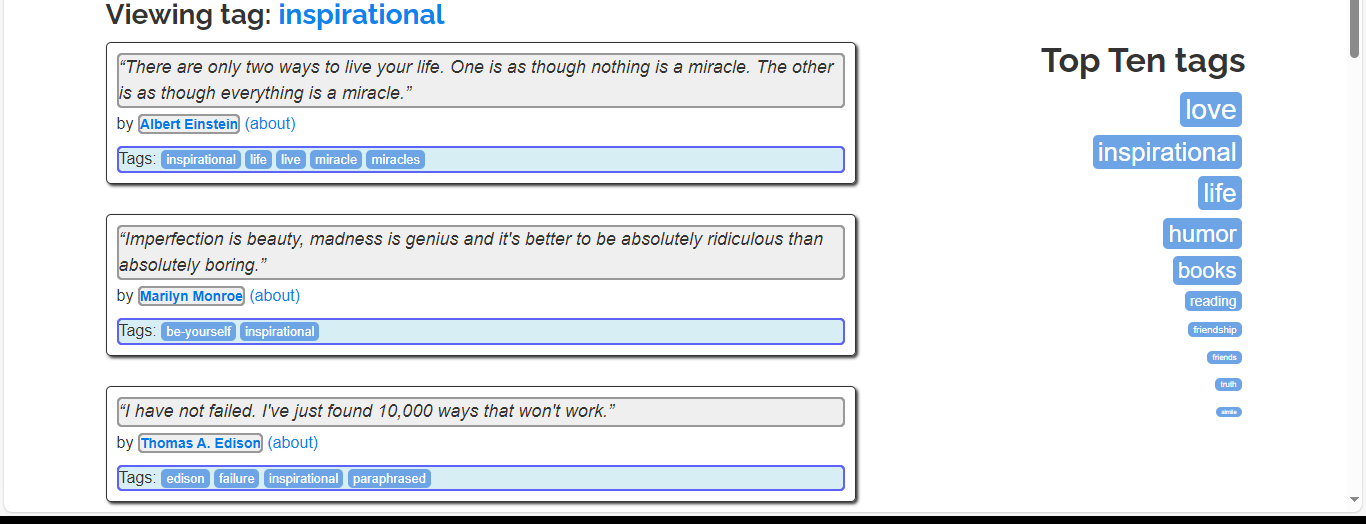 Viewing tag: inspirational
“There are only two ways to live your life. One is as though nothing is a miracle. The other
is as though everything is a miracle.”
by Albert Einstein (about)
Tags: inspirational life live miracle miracles
“Imperfection is beauty, madness is genius and it's better to be absolutely ridiculous than
absolutely boring.”
by Marilyn Monroe (about)
Tags: be-yourself inspirational
“I have not failed. I've just found 10,000 ways that won't work.”
by Thomas A. Edison (about)
Tags: edison failure inspirational paraphrased
Top Ten tags
love
inspirational
life
humor
books
reading
friendship
friends
truth
simile